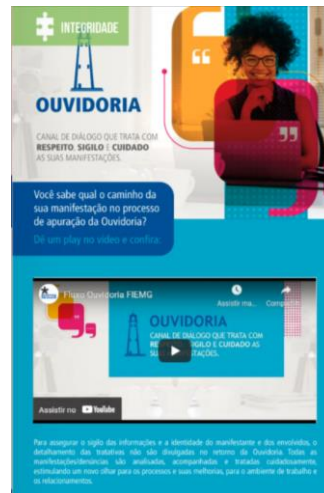 INTEGRIDADE
OUVIDORIA
CANAL DE DIÁLOGO QUE TRATA COM
RESPEITO, SIGILO E CUIDADO
AS SUAS MANIFESTAÇÕES.
Você sabe qual o caminho da
sua manifestação no processo
de apuração da Ouvidoria?
Dê um play no vídeo e confira.
Fluxo Ouvidoria FIEMG
Assistir ma...
Compartilh
OUVIDORIA
CANAL DE DIÁLOGO QUE TRATA COM
RESPEITO, SIGILO E CUIDADO AS
SUAS MANIFESTAÇÕES.
Assistir no YouTube
Para assegurar o sigilo das informações e a identidade do manifestante e dos envolvidos, o
detalhamento das tratativas não são divulgadas no retorno da Ouvidoria. Todas as
manifestações/denúncias são analisadas, acompanhadas e tratadas cuidadosamente,
estimulando um novo olhar para os processos e suas melhorias, para o ambiente de trabalho e
os relacionamentos.